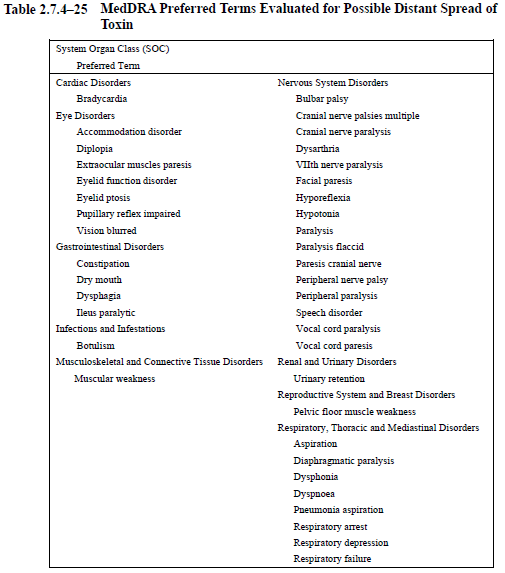 Table 2.7.4–25 MedDRA Preferred Terms Evaluated for Possible Distant Spread of
Toxin
System Organ Class (SOC)
Preferred Term
Cardiac Disorders
Bradycardia
Eye Disorders
Accommodation disorder
Diplopia
Extraocular muscles paresis
Eyelid function disorder
Eyelid ptosis
Pupillary reflex impaired
Vision blurred
Gastrointestinal Disorders
Constipation
Dry mouth
Dysphagia
Ileus paralytic
Infections and Infestations
Botulism
Musculoskeletal and Connective Tissue Disorders
Muscular weakness
Nervous System Disorders
Bulbar palsy
Cranial nerve palsies multiple
Cranial nerve paralysis
Dysarthria
VIIth nerve paralysis
Facial paresis
Hyporeflexia
Hypotonia
Paralysis
Paralysis flaccid
Paresis cranial nerve
Peripheral nerve palsy
Peripheral paralysis
Speech disorder
Vocal cord paralysis
Vocal cord paresis
Renal and Urinary Disorders
Urinary retention
Reproductive System and Breast Disorders
Pelvic floor muscle weakness
Respiratory, Thoracic and Mediastinal Disorders
Aspiration
Diaphragmatic paralysis
Dysphonia
Dyspnoea
Pneumonia aspiration
Respiratory arrest
Respiratory depression
Respiratory failure